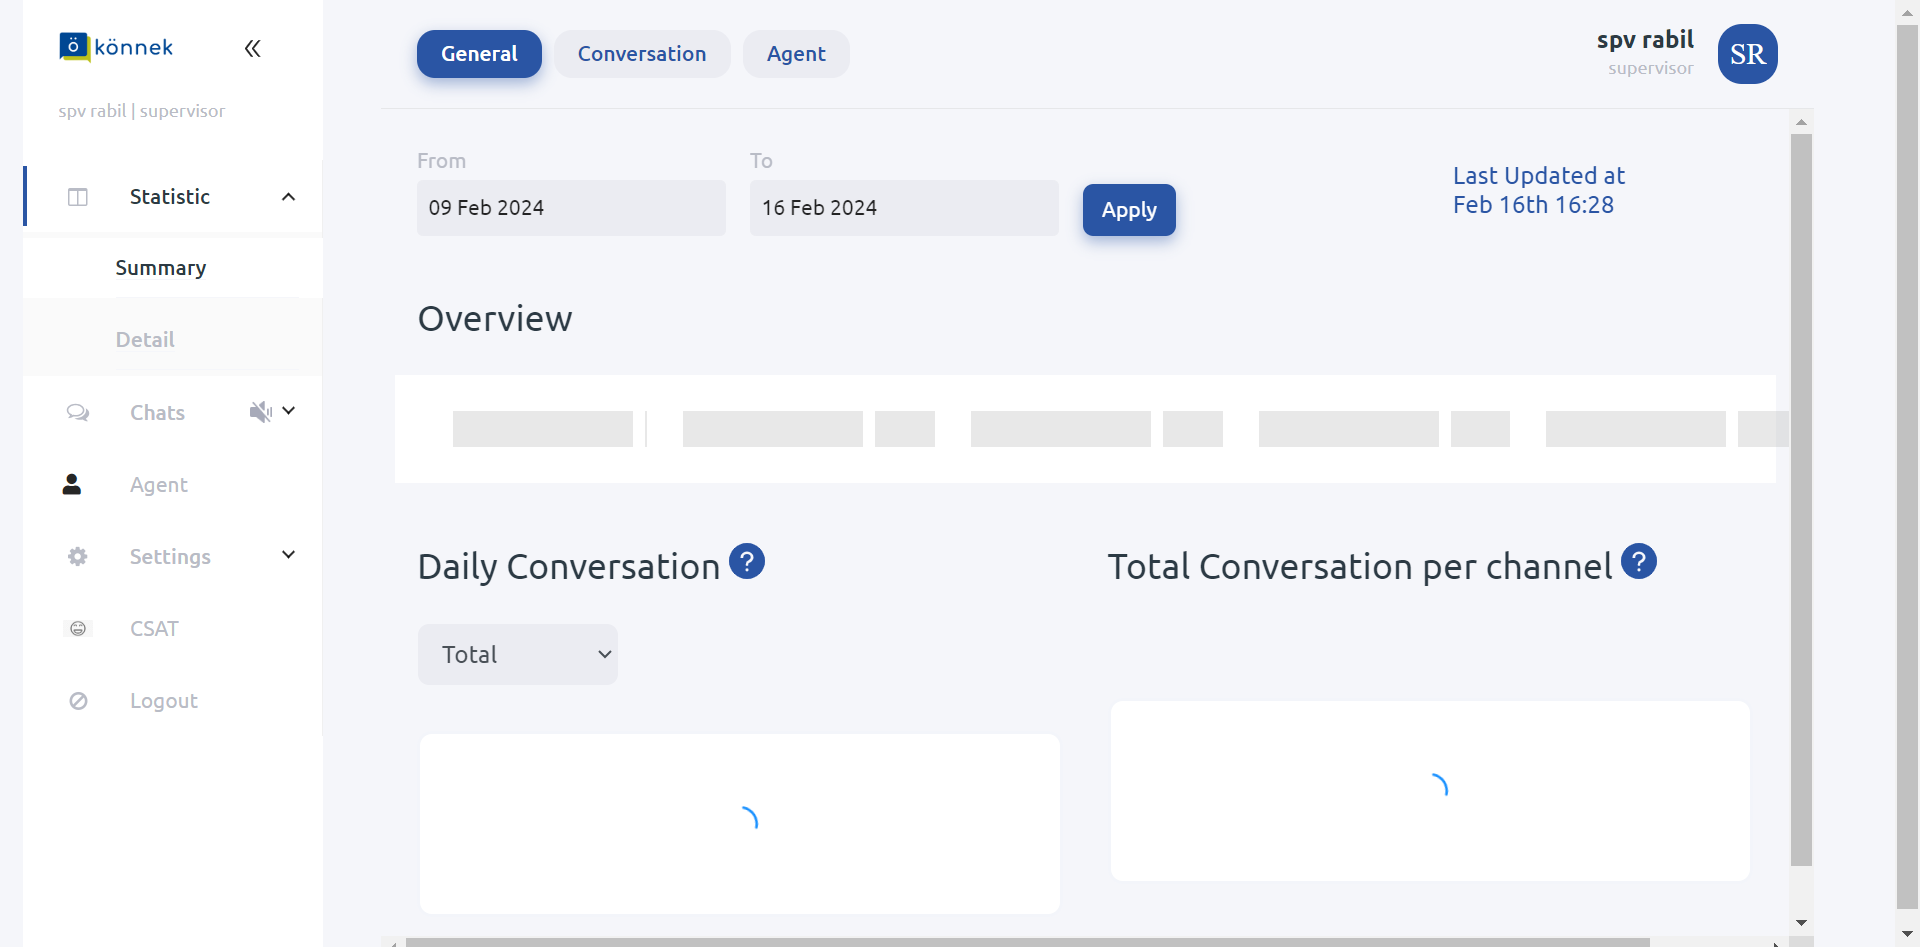 könnek
spv rabil | supervisor
Statistic
Summary
Detail
Chats
Agent
Settings
CSAT
Logout
General
Conversation
Agent
spv rabil
supervisor
SR
From
09 Feb 2024
To
16 Feb 2024
Apply
Last Updated at
Feb 16th 16:28
Overview
Daily Conversation ?
Total
Total Conversation per channel ?